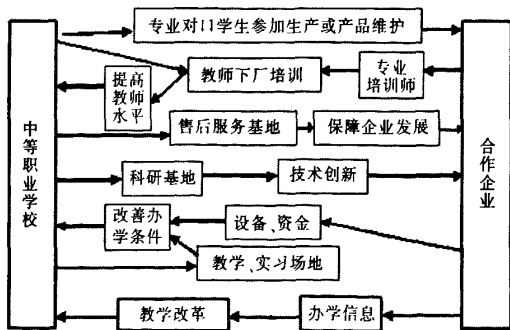 专业对口学生参加生产或产品维护
教师下厂培训
专业
培训师
提高
教师
水平
售后服务基地
保障企业发展
中等职业学校
合作企业
科研基地
技术创新
改善办
学条件
设备、资金
教学、实习场地
教学改革
办学信息